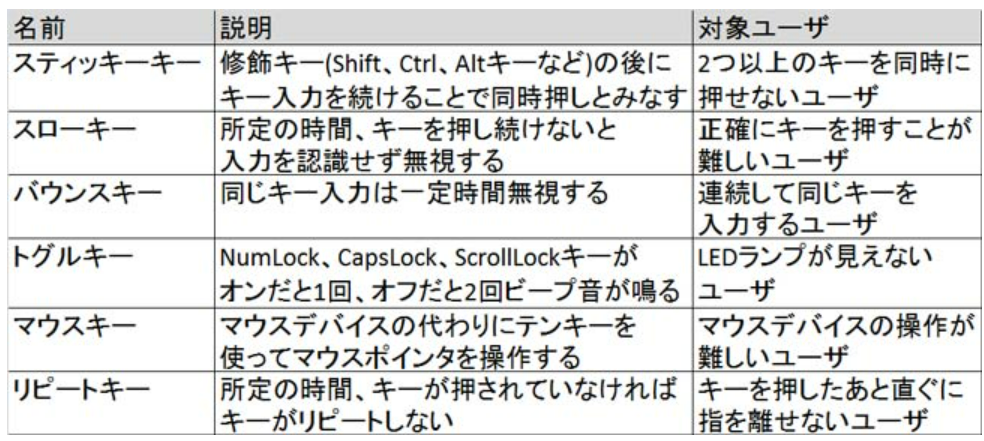 名前 説明 対象ユーザ
スティッキーキー 修飾キー(Shift、Ctrl、Altキーなど)の後に 2つ以上のキーを同時に
キー入力を続けることで同時押しとみなす 押せないユーザ
スローキー 所定の時間、キーを押し続けないと 正確にキーを押すことが
入力を認識せず無視する 難しいユーザ
バウンスキー 同じキー入力は一定時間無視する 連続して同じキーを
入力するユーザ
トグルキー NumLock、CapsLock、ScrollLockキーが LEDランプが見えない
オンだと1回、オフだと2回ビープ音が鳴る ユーザ
マウスキー マウスデバイスの代わりにテンキーを マウスデバイスの操作が
使ってマウスポインタを操作する 難しいユーザ
リピートキー 所定の時間、キーが押されていなければ キーを押したあと直ぐに
キーがリピートしない 指を離せないユーザ